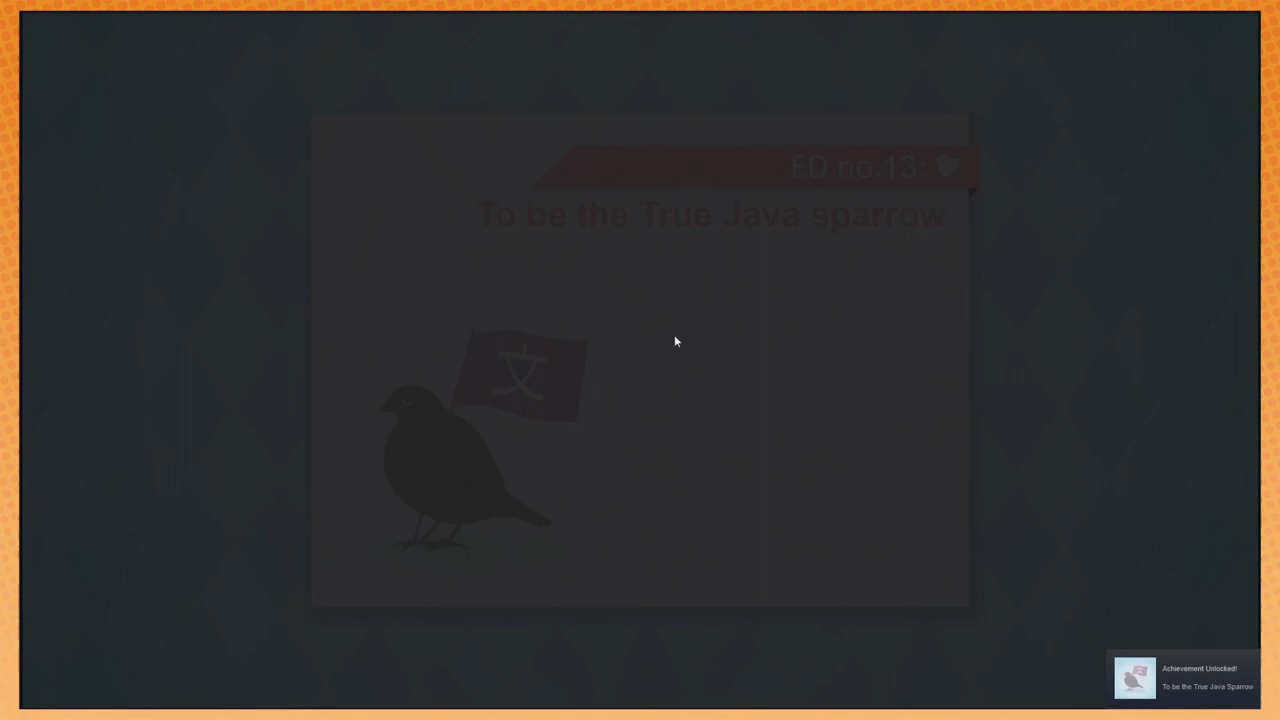 ED no.13: ♥
To be the True Java sparrow
文
Achievement Unlocked!
To be the True Java Sparrow